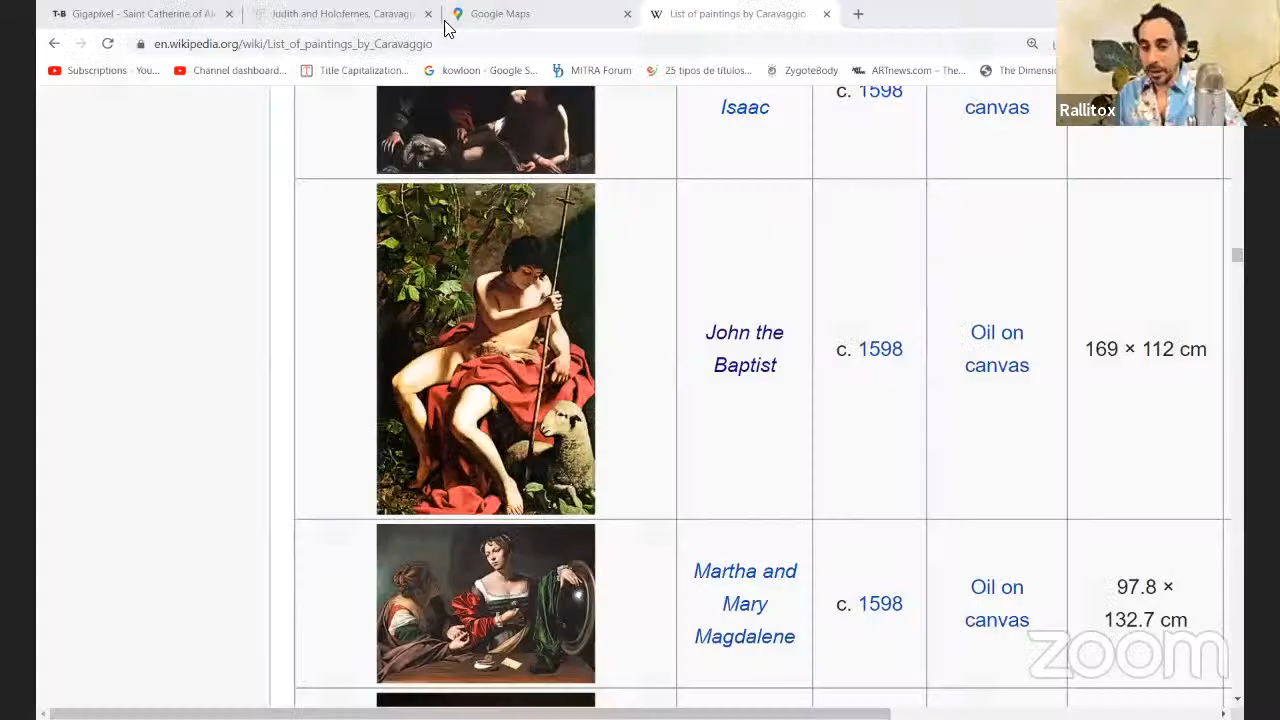 T-B Gigapixel - Saint Catherine of Al
Judith and Holofernes, Caravagg
Google Maps
W List of paintings by Caravaggio
en.wikipedia.org/wiki/List_of_paintings_by_Caravaggio
Subscriptions - You...
Channel dashboard...
Title Capitalization...
kowloon - Google S...
MITRA Forum
25 tipos de títulos...
ZygoteBody
ARTnews.com – The...
The Dimensi
Rallitox
Isaac
c. 1598
canvas
John the
Baptist
c. 1598
Oil on
canvas
169 × 112 cm
Martha and
Mary
Magdalene
c. 1598
Oil on
canvas
97.8 ×
132.7 cm
zoom